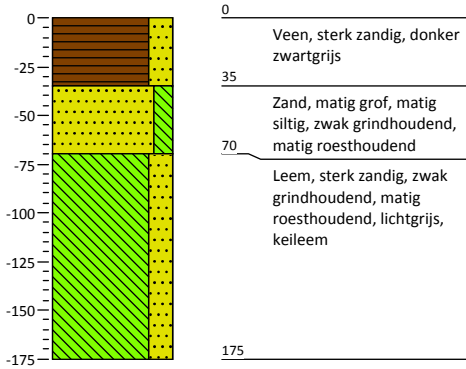 0
-25
-50
-75
-100
-125
-150
-175
0
Veen, sterk zandig, donker
zwartgrijs
35
Zand, matig grof, matig
siltig, zwak grindhoudend,
matig roesthoudend
70
Leem, sterk zandig, zwak
grindhoudend, matig
roesthoudend, lichtgrijs,
keileem
175